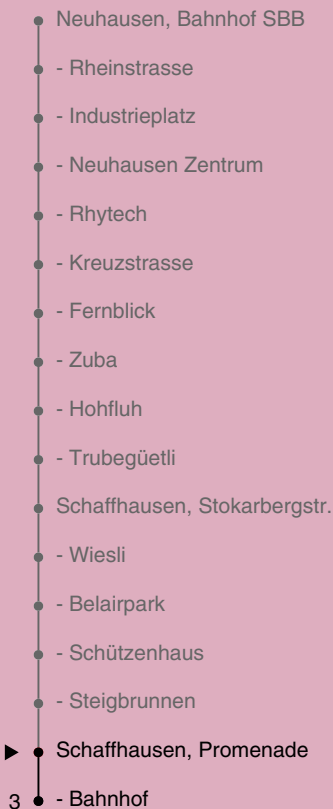 Neuhausen, Bahnhof SBB
- Rheinstrasse
- Industrieplatz
- Neuhausen Zentrum
- Rhytech
- Kreuzstrasse
- Fernblick
- Zuba
- Hohfluh
- Trubegüetli
Schaffhausen, Stokarbergstr.
- Wiesli
- Belairpark
- Schützenhaus
- Steigbrunnen
Schaffhausen, Promenade
3 - Bahnhof